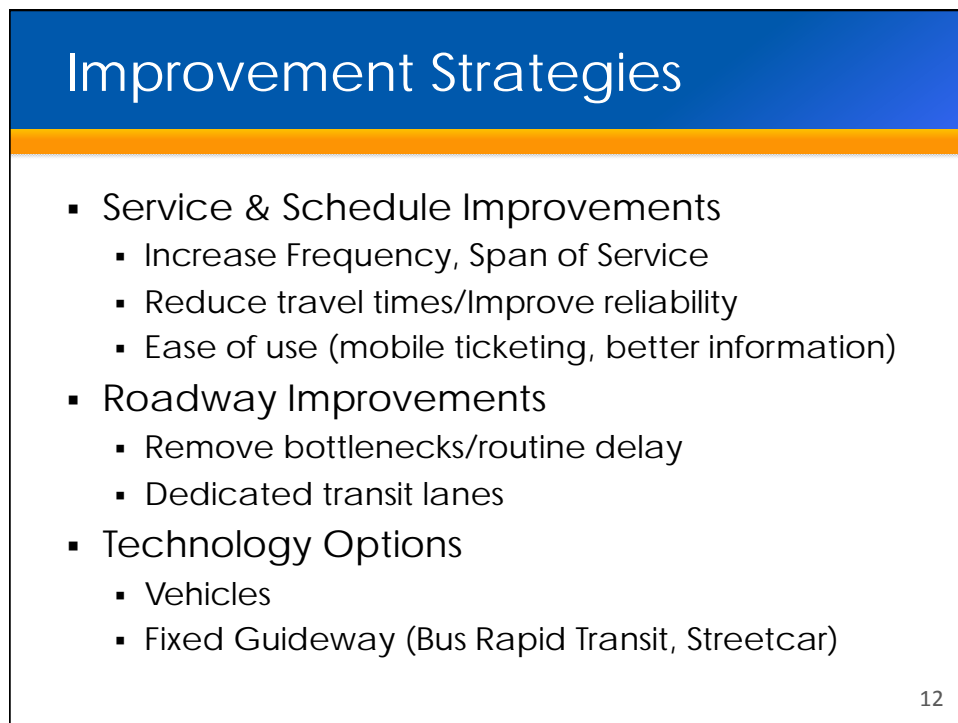 Improvement Strategies
▪ Service & Schedule Improvements
▪ Increase Frequency, Span of Service
▪ Reduce travel times/Improve reliability
▪ Ease of use (mobile ticketing, better information)
▪ Roadway Improvements
▪ Remove bottlenecks/routine delay
▪ Dedicated transit lanes
▪ Technology Options
▪ Vehicles
▪ Fixed Guideway (Bus Rapid Transit, Streetcar)
12